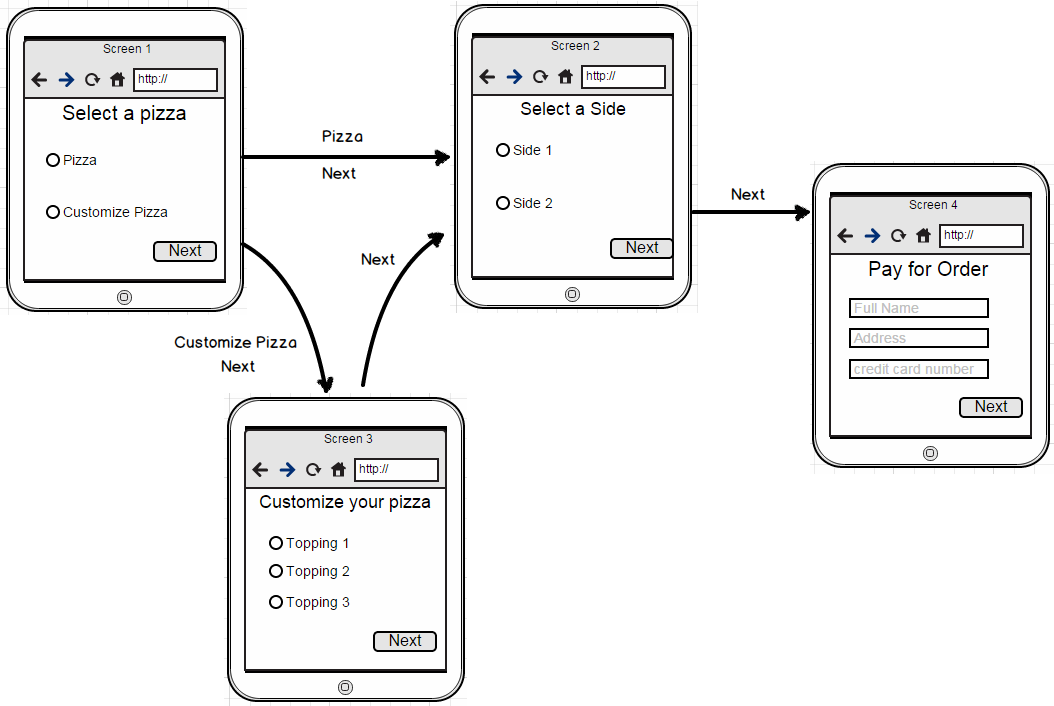 Screen 1
http://
Select a pizza
Pizza
Customize Pizza
Next
Pizza
Next
Screen 2
http://
Select a Side
Side 1
Side 2
Next
Customize Pizza
Next
Next
Screen 3
http://
Customize your pizza
Topping 1
Topping 2
Topping 3
Next
Next
Screen 4
http://
Pay for Order
Full Name
Address
credit card number
Next